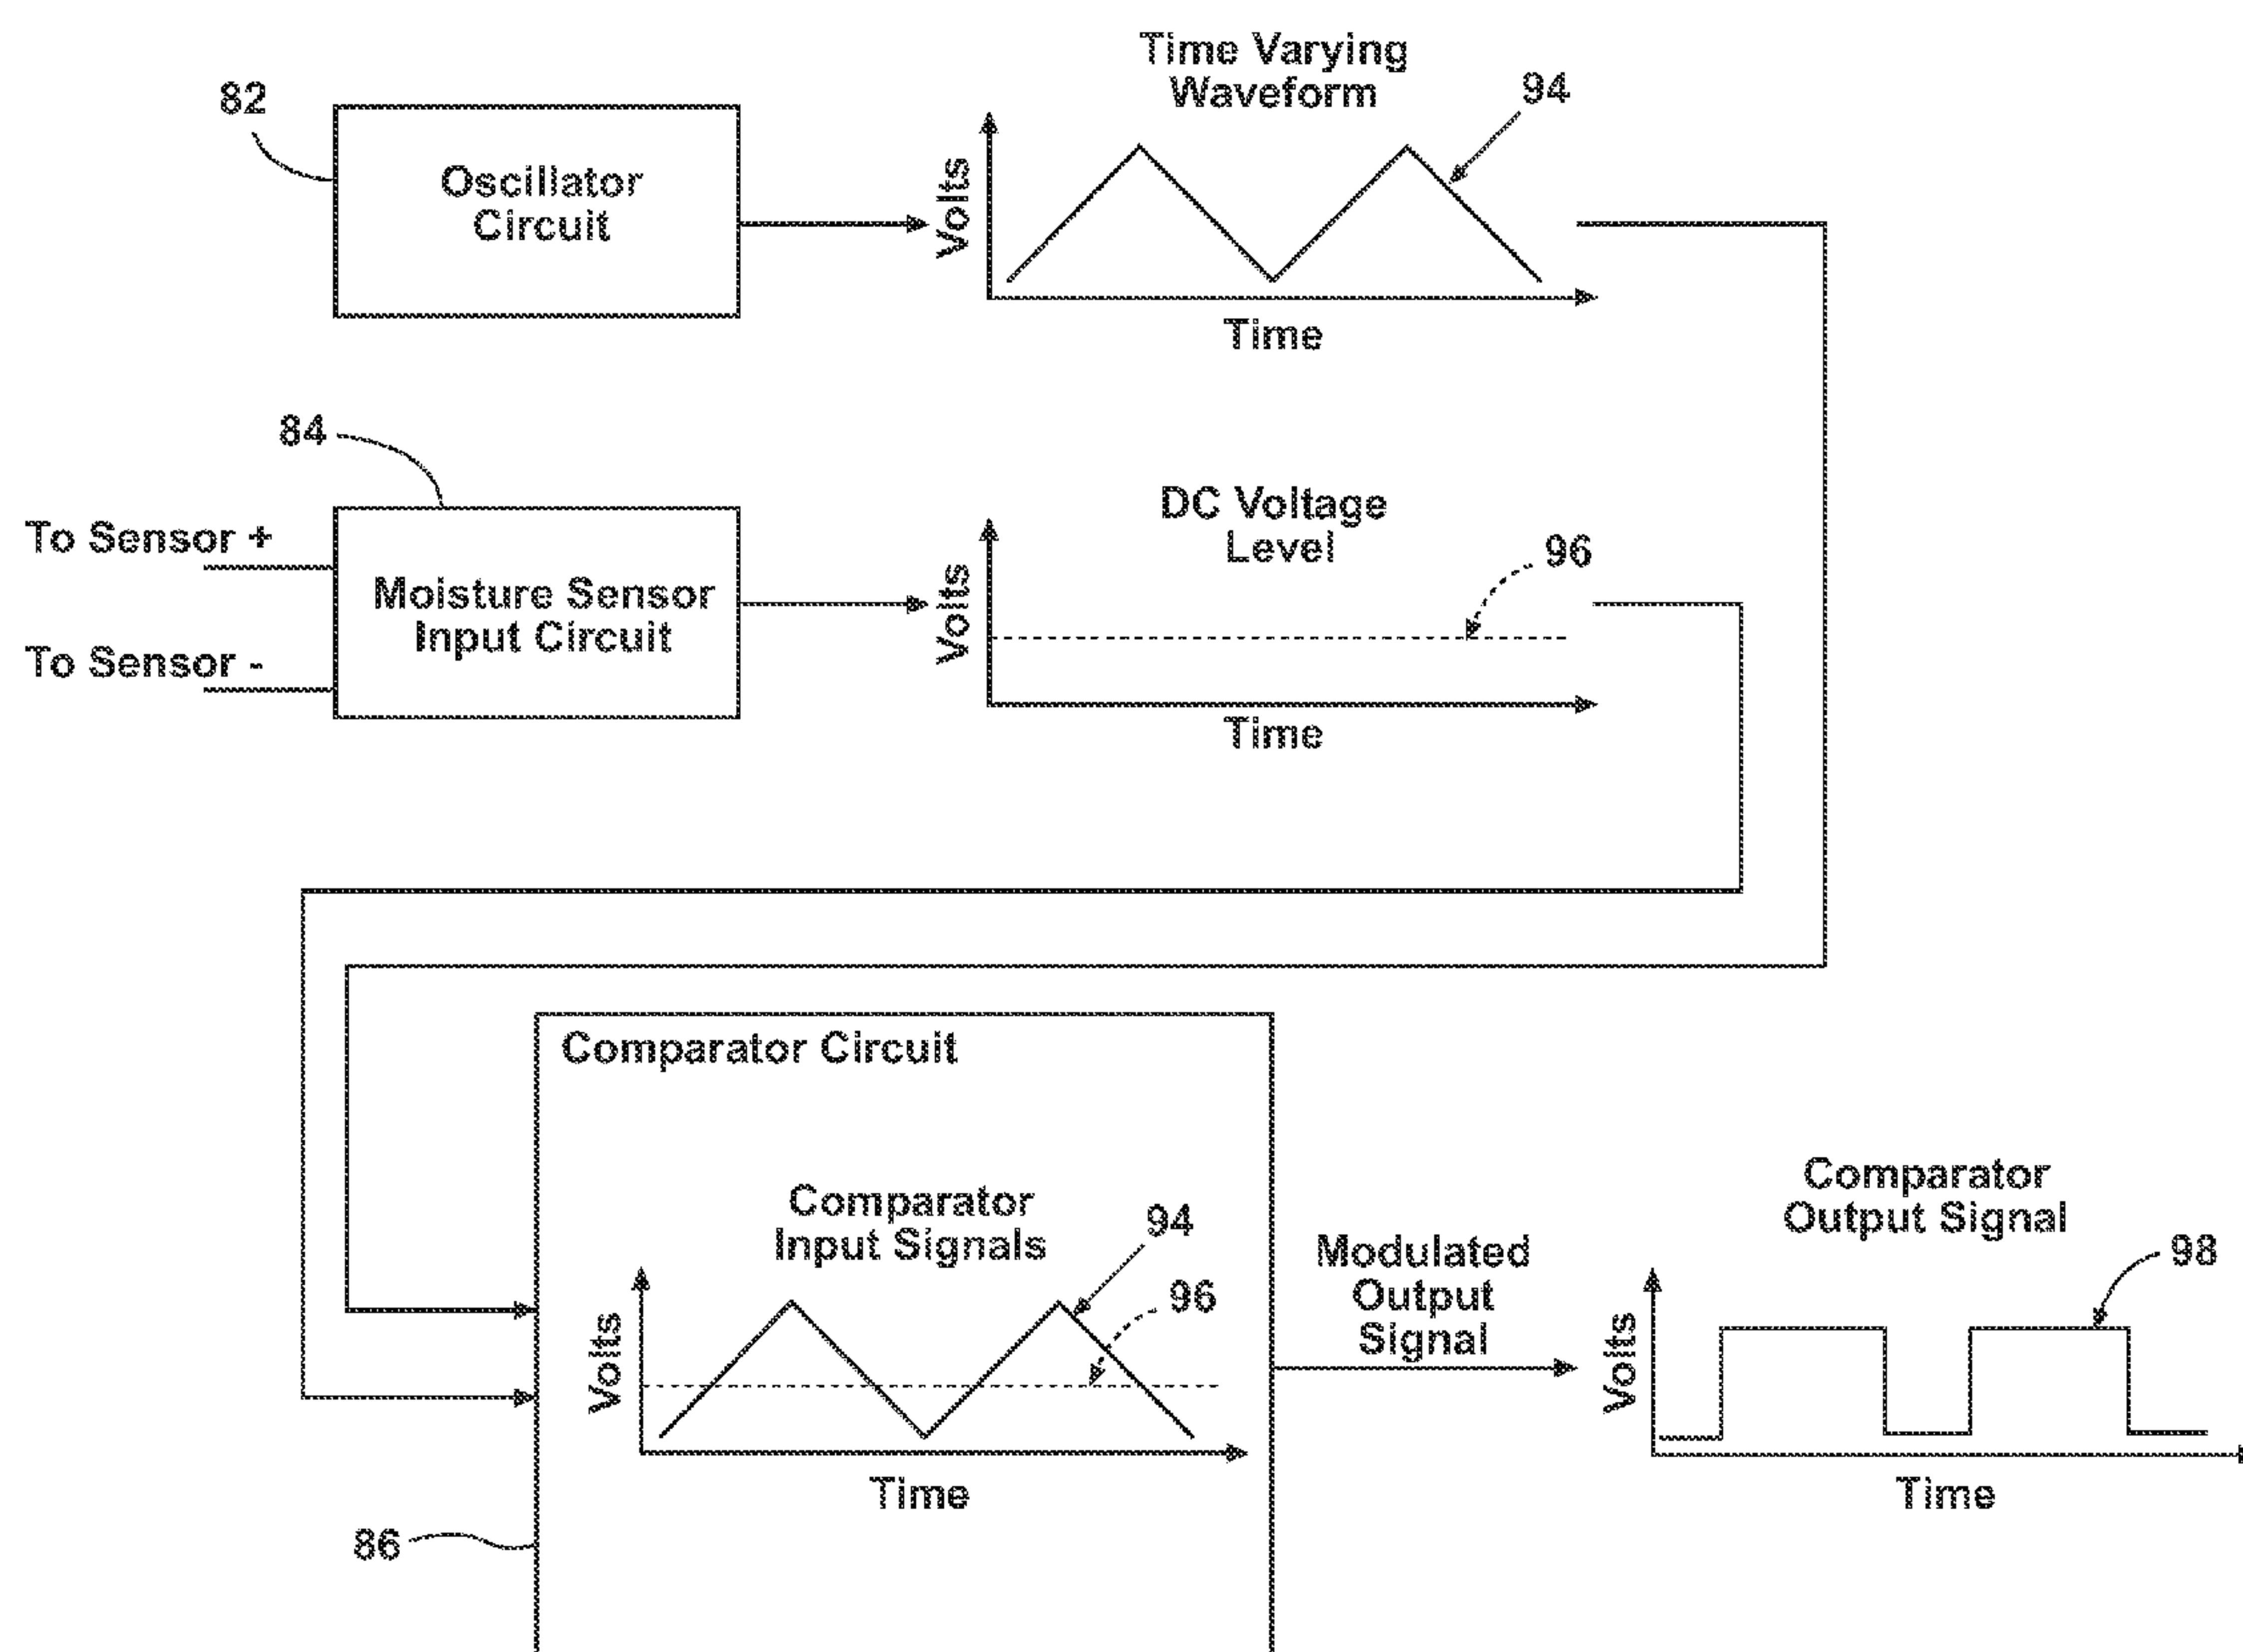 82
Oscillator
Circuit
Time Varying
Waveform
94
Volts
Time
84
To Sensor +
To Sensor -
Moisture Sensor
Input Circuit
DC Voltage
Level
96
Volts
Time
Comparator Circuit
Comparator
Input Signals
94
96
Volts
Time
86
Modulated
Output
Signal
Comparator
Output Signal
98
Volts
Time